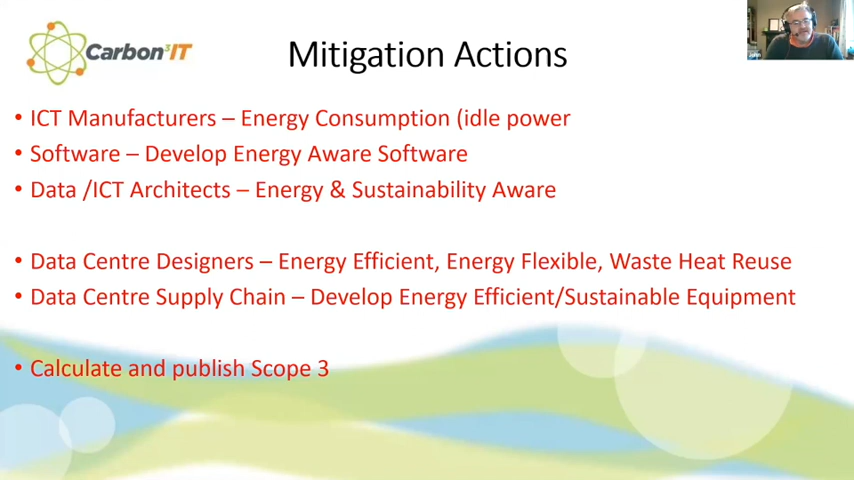 Carbon³IT
Mitigation Actions
• ICT Manufacturers – Energy Consumption (idle power
• Software – Develop Energy Aware Software
• Data /ICT Architects – Energy & Sustainability Aware
• Data Centre Designers – Energy Efficient, Energy Flexible, Waste Heat Reuse
• Data Centre Supply Chain – Develop Energy Efficient/Sustainable Equipment
• Calculate and publish Scope 3